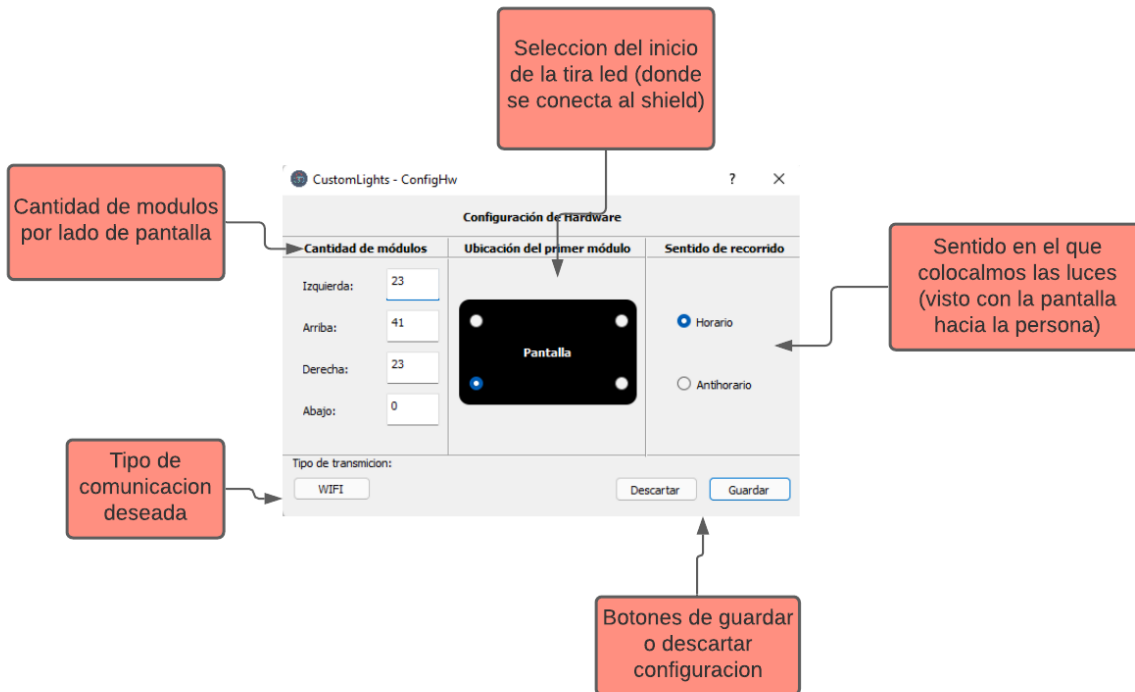 Seleccion del inicio
de la tira led (donde
se conecta al shield)
Cantidad de modulos
por lado de pantalla
CustomLights - ConfigHw
?
Configuración de Hardware
Cantidad de módulos
Ubicación del primer módulo
Sentido de recorrido
Izquierda:
23
Arriba:
41
Derecha:
23
Abajo:
0
Pantalla
Horario
Antihorario
Sentido en el que
colocalmos las luces
(visto con la pantalla
hacia la persona)
Tipo de
comunicacion
deseada
Tipo de transmicion:
WIFI
Descartar
Guardar
Botones de guardar
o descartar
configuracion